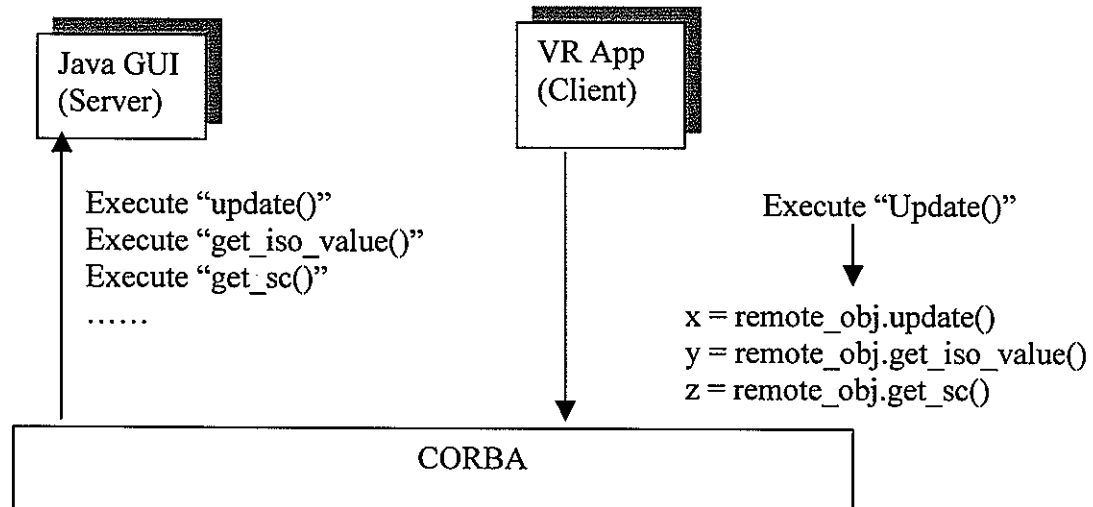 Java GUI
(Server)
VR App
(Client)
Execute “update()”
Execute “get_iso_value()”
Execute “get_sc()”
……
Execute “Update()”
x = remote_obj.update()
y = remote_obj.get_iso_value()
z = remote_obj.get_sc()
CORBA